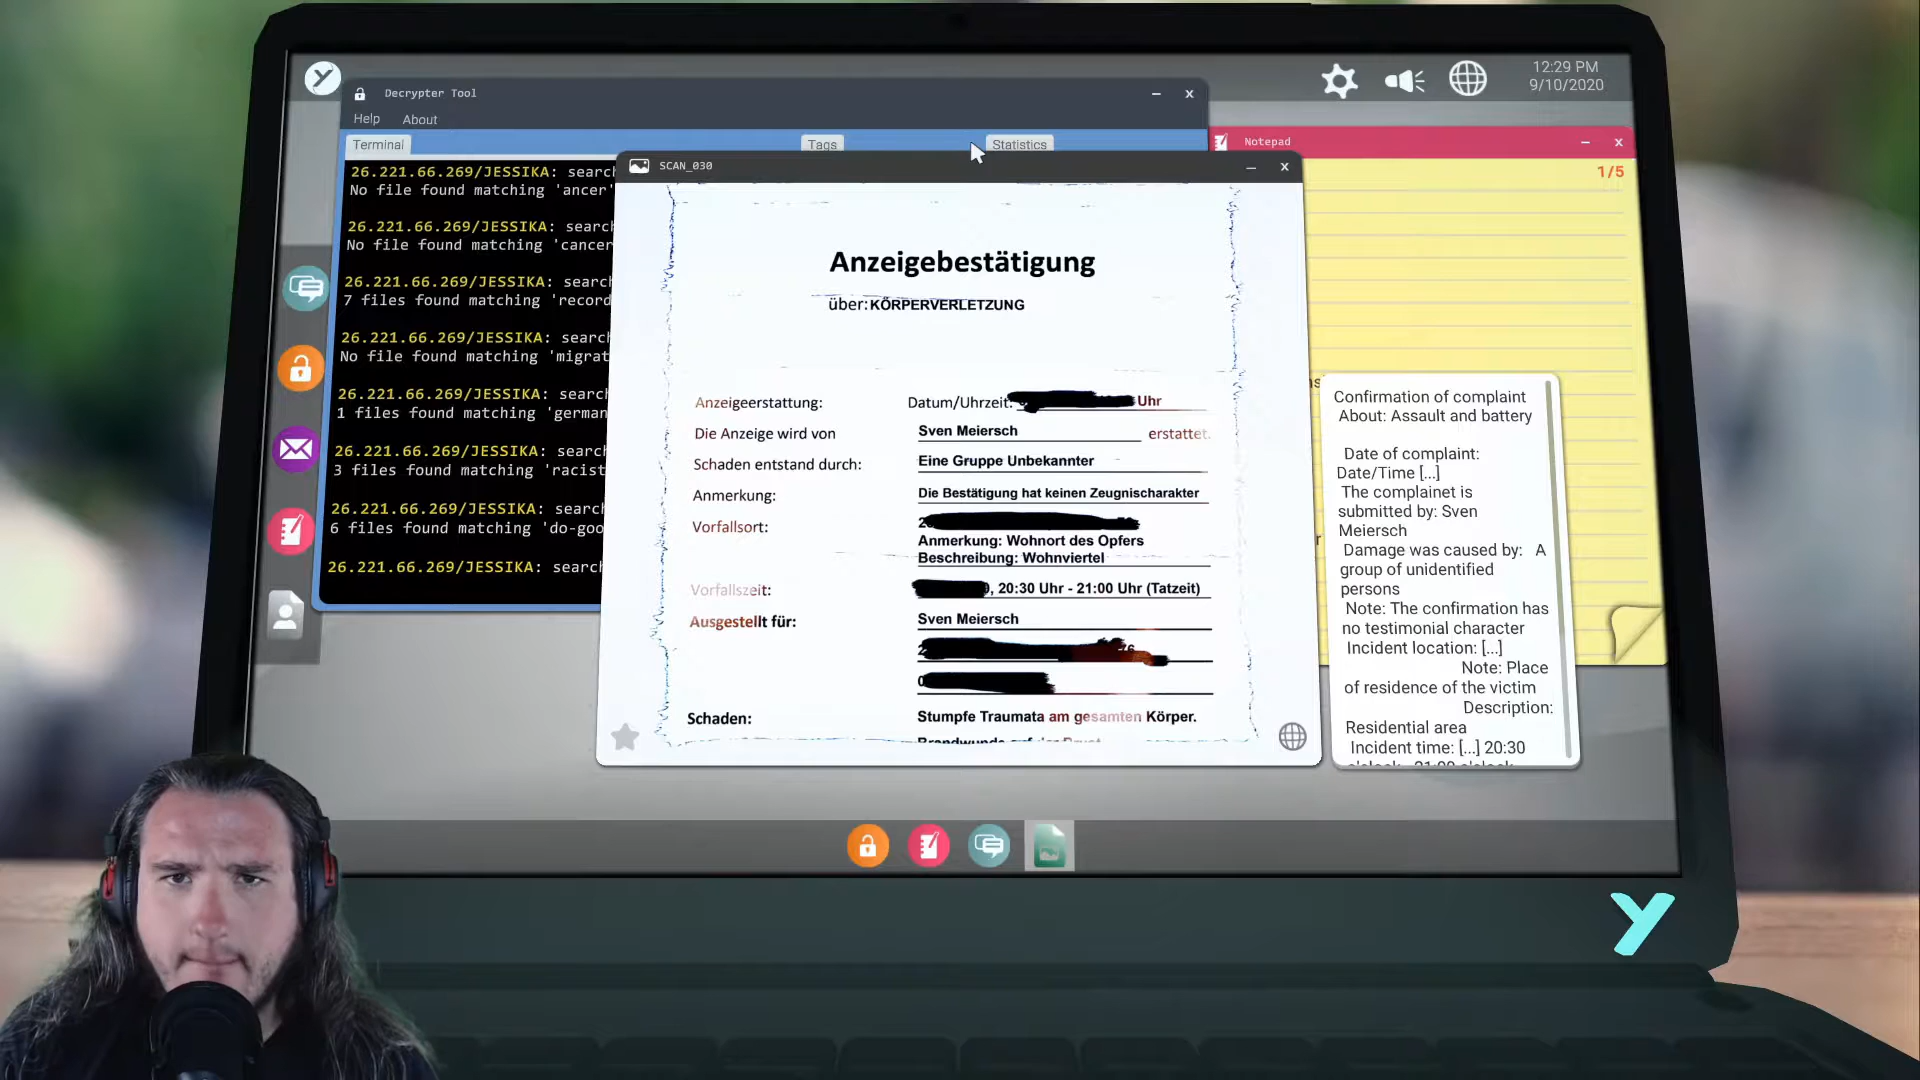 12:29 PM
9/10/2020
Decrypter Tool
Help
About
Terminal
Tags
Statistics
26.221.66.269/JESSIKA: search
No file found matching 'ancer'
26.221.66.269/JESSIKA: search
No file found matching 'cancer
26.221.66.269/JESSIKA: search
7 files found matching 'record
26.221.66.269/JESSIKA: search
No file found matching 'migrat
26.221.66.269/JESSIKA: search
1 files found matching 'german
26.221.66.269/JESSIKA: search
3 files found matching 'racist
26.221.66.269/JESSIKA: search
6 files found matching 'do-goo
26.221.66.269/JESSIKA: search
SCAN_030
Anzeigebestätigung
über: KÖRPERVERLETZUNG
Anzeigeerstattung: Datum/Uhrzeit: Uhr
Die Anzeige wird von Sven Meiersch erstattet.
Schaden entstand durch: Eine Gruppe Unbekannter
Anmerkung: Die Bestätigung hat keinen Zeugnischarakter
Vorfallsort:
Anmerkung: Wohnort des Opfers
Beschreibung: Wohnviertel
Vorfallszeit: , 20:30 Uhr - 21:00 Uhr (Tatzeit)
Ausgestellt für: Sven Meiersch
Schaden: Stumpfe Traumata am gesamten Körper.
Notepad
1/5
Confirmation of complaint
About: Assault and battery
Date of complaint:
Date/Time [...]
The complainet is
submitted by: Sven
Meiersch
Damage was caused by: A
group of unidentified
persons
Note: The confirmation has
no testimonial character
Incident location: [...]
Note: Place
of residence of the victim
Description:
Residential area
Incident time: [...] 20:30